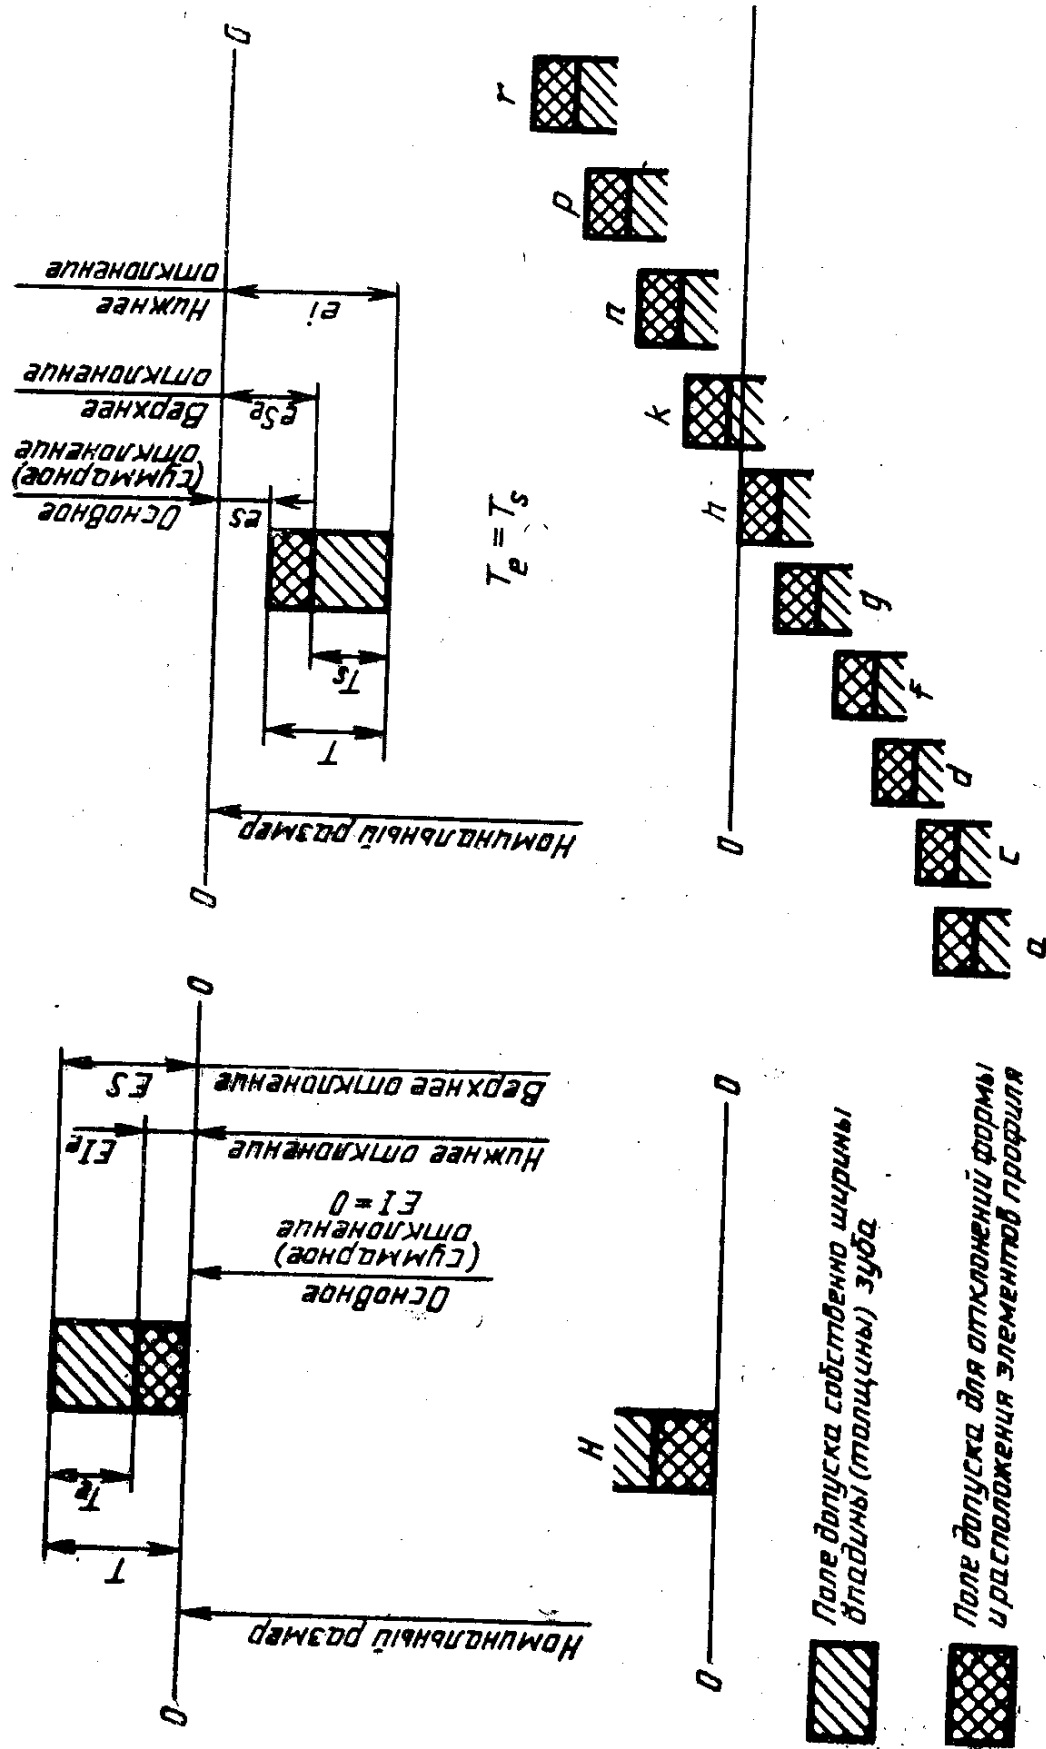 0
0
T
Te
ES
EIe
Номинальный размер
Основное
(суммарное)
отклонение
EI = 0
Нижнее отклонение
Верхнее отклонение
0
0
T
Ts
es
ese
ei
Номинальный размер
Основное
(суммарное)
отклонение
Верхнее
отклонение
Нижнее
отклонение
Te = Ts
H
0
0
0
a
c
d
f
g
h
k
n
p
r
Поле допуска собственно ширины
впадины (толщины) зуба
Поле допуска для отклонений формы
и расположения элементов профиля